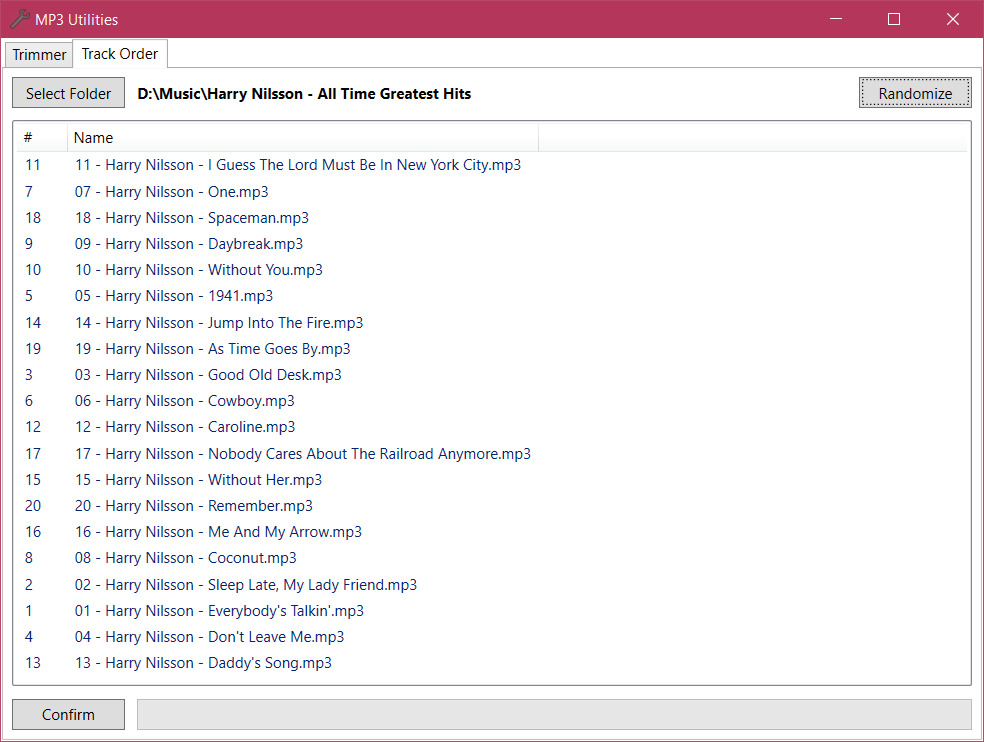 MP3 Utilities
Trimmer Track Order
Select Folder D:\Music\Harry Nilsson - All Time Greatest Hits Randomize
# Name
11 11 - Harry Nilsson - I Guess The Lord Must Be In New York City.mp3
7 07 - Harry Nilsson - One.mp3
18 18 - Harry Nilsson - Spaceman.mp3
9 09 - Harry Nilsson - Daybreak.mp3
10 10 - Harry Nilsson - Without You.mp3
5 05 - Harry Nilsson - 1941.mp3
14 14 - Harry Nilsson - Jump Into The Fire.mp3
19 19 - Harry Nilsson - As Time Goes By.mp3
3 03 - Harry Nilsson - Good Old Desk.mp3
6 06 - Harry Nilsson - Cowboy.mp3
12 12 - Harry Nilsson - Caroline.mp3
17 17 - Harry Nilsson - Nobody Cares About The Railroad Anymore.mp3
15 15 - Harry Nilsson - Without Her.mp3
20 20 - Harry Nilsson - Remember.mp3
16 16 - Harry Nilsson - Me And My Arrow.mp3
8 08 - Harry Nilsson - Coconut.mp3
2 02 - Harry Nilsson - Sleep Late, My Lady Friend.mp3
1 01 - Harry Nilsson - Everybody's Talkin'.mp3
4 04 - Harry Nilsson - Don't Leave Me.mp3
13 13 - Harry Nilsson - Daddy's Song.mp3
Confirm